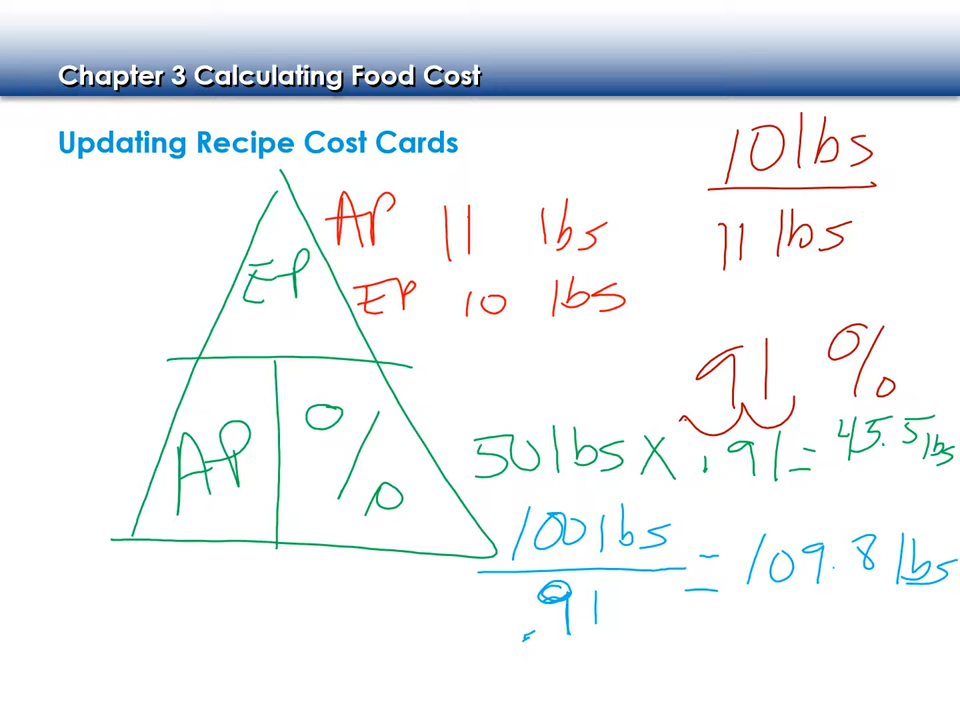 Chapter 3 Calculating Food Cost
Updating Recipe Cost Cards
10 lbs
11 lbs
AP 11 lbs
EP 10 lbs
EP
91 %
AP %
50 lbs x .91 = 45.5 lbs
100 lbs
.91
= 109.8 lbs